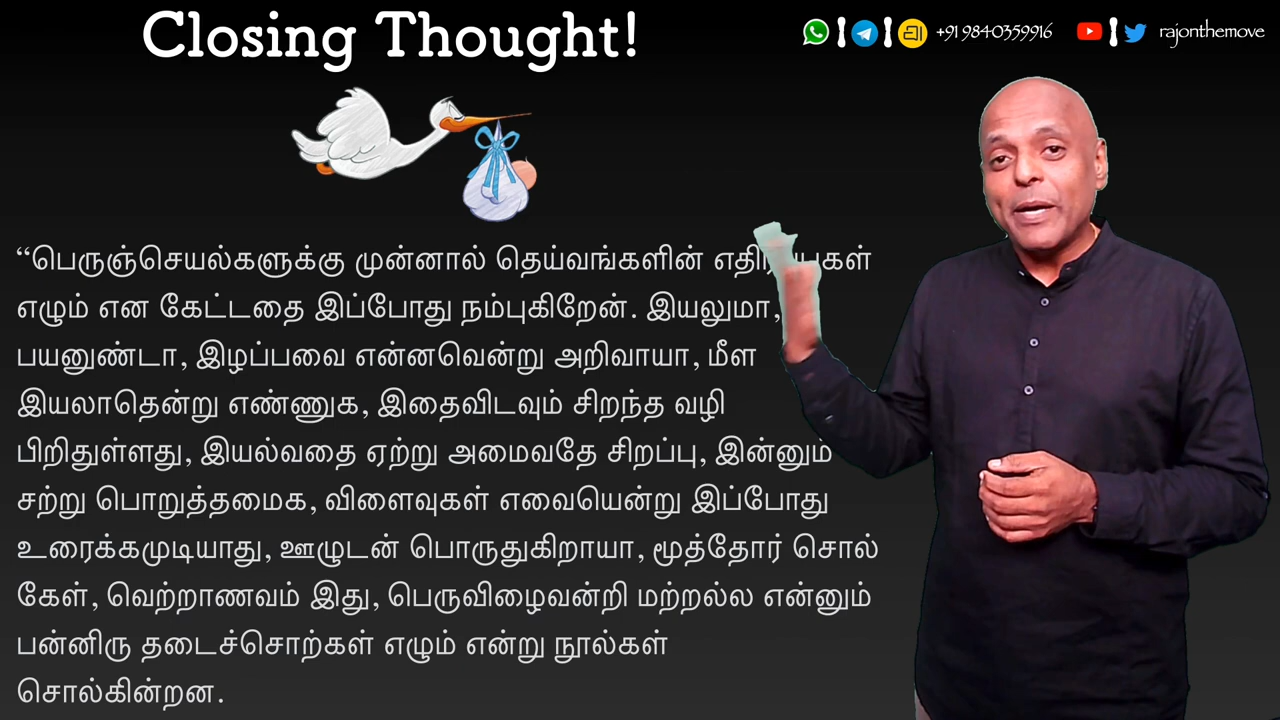 Closing Thought!
+91 9840359916
rajonthemove
“பெருஞ்செயல்களுக்கு முன்னால் தெய்வங்களின்
எழும் என கேட்டதை இப்போது நம்புகிறேன். இயலுமா,
பயனுண்டா, இழப்பவை என்னவென்று அறிவாயா, மீள
இயலாதென்று எண்ணுக, இதைவிடவும் சிறந்த வழி
பிறிதுள்ளது, இயல்வதை ஏற்று அமைவதே சிறப்பு, இன்னும்
சற்று பொறுத்தமைக, விளைவுகள் எவையென்று இப்போது
உரைக்கமுடியாது, ஊழுடன் பொருதுகிறாயா, மூத்தோர் சொல்
கேள், வெற்றாணவம் இது, பெருவிழைவன்றி மற்றல்ல என்னும்
பன்னிரு தடைச்சொற்கள் எழும் என்று நூல்கள்
சொல்கின்றன.